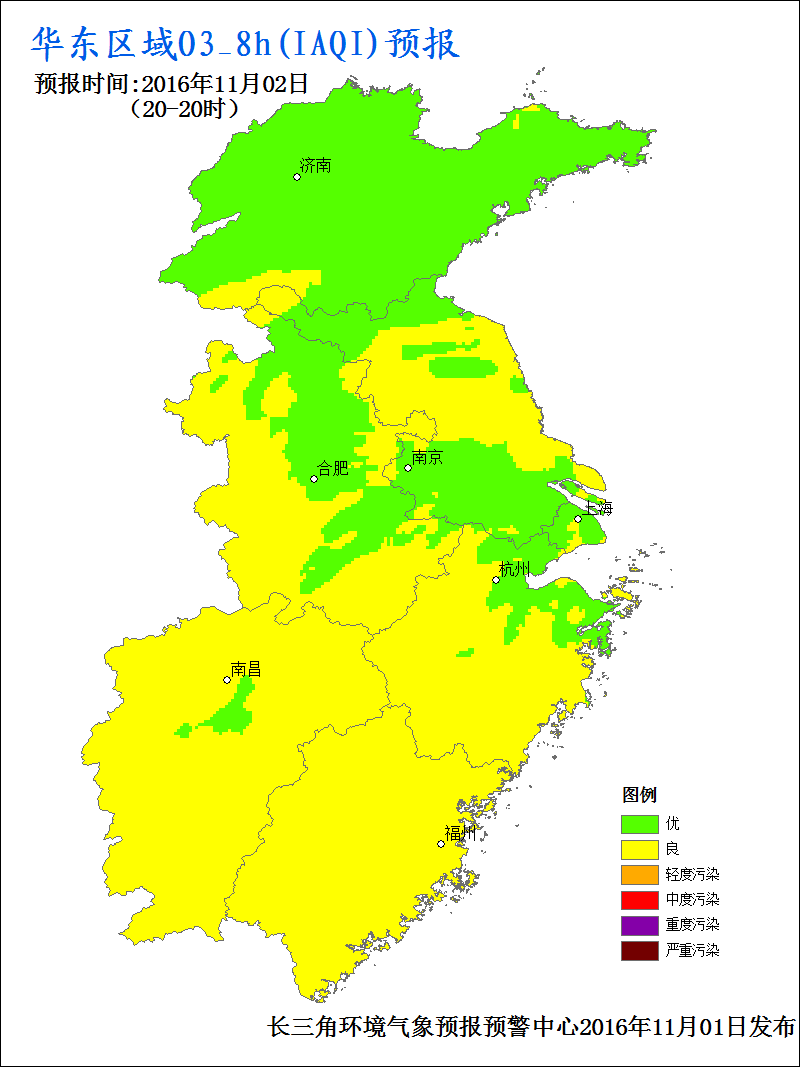 华东区域O3_8h(IAQI)预报
预报时间:2016年11月02日
（20-20时）
济南
南京
合肥
上海
杭州
南昌
福州
图例
优
良
轻度污染
中度污染
重度污染
严重污染
长三角环境气象预报预警中心2016年11月01日发布